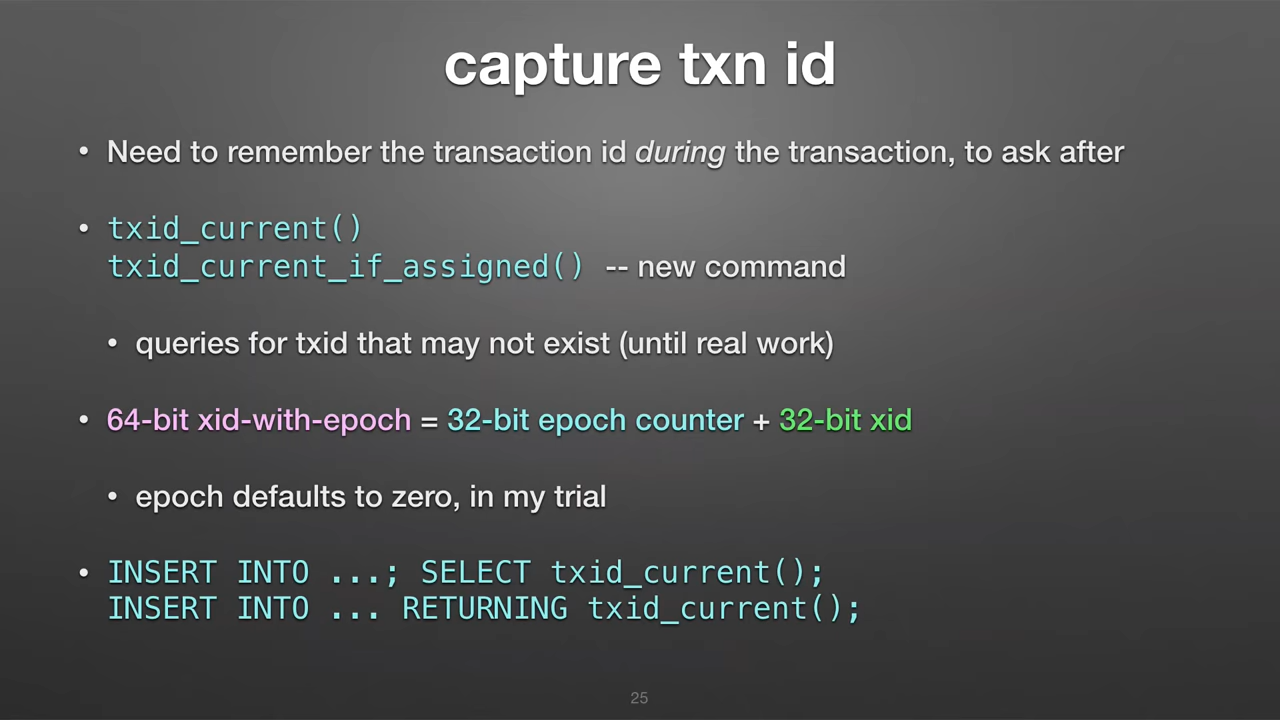 capture txn id
• Need to remember the transaction id during the transaction, to ask after
• txid_current()
txid_current_if_assigned() -- new command
• queries for txid that may not exist (until real work)
• 64-bit xid-with-epoch = 32-bit epoch counter + 32-bit xid
• epoch defaults to zero, in my trial
• INSERT INTO ...; SELECT txid_current();
INSERT INTO ... RETURNING txid_current();
25